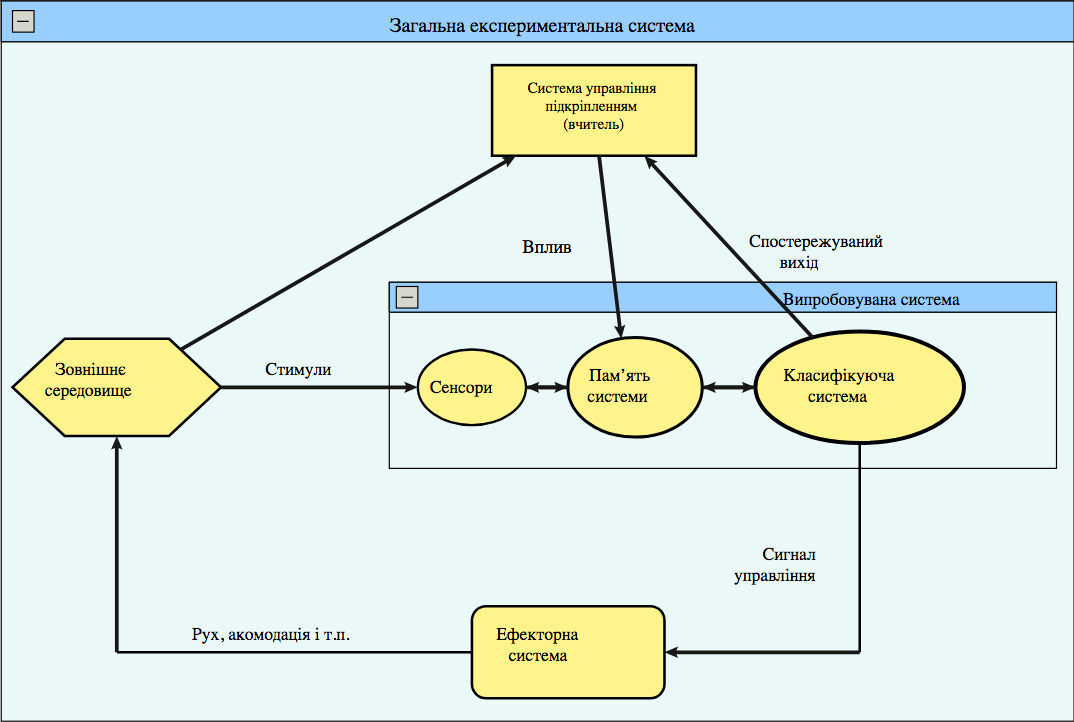 Загальна експериментальна система
Система управління
підкріпленням
(вчитель)
Вплив
Спостережуваний
вихід
Випробовувана система
Зовнішнє
середовище
Стимули
Сенсори
Пам’ять
системи
Класифікуюча
система
Сигнал
управління
Рух, акомодація і т.п.
Ефекторна
система